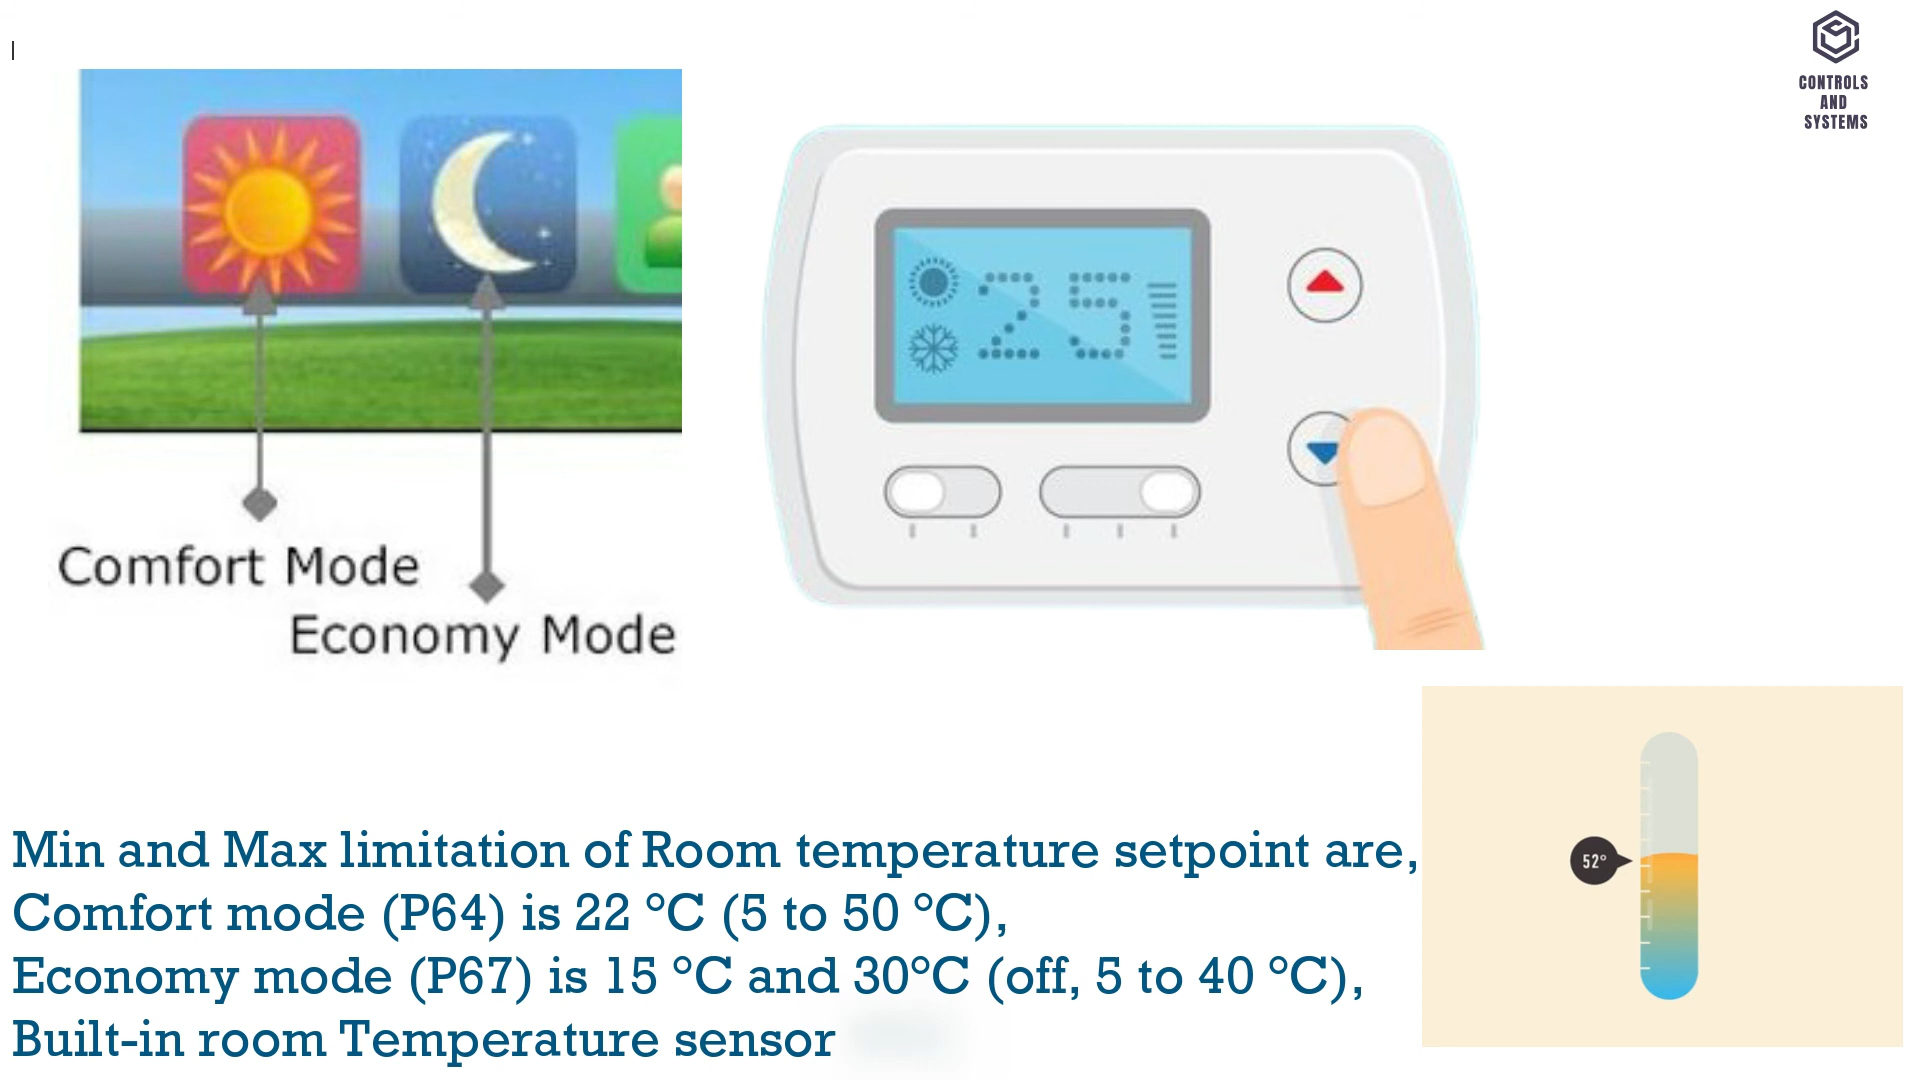 CONTROLS
AND
SYSTEMS
Comfort Mode
Economy Mode
25
52°
Min and Max limitation of Room temperature setpoint are,
Comfort mode (P64) is 22 °C (5 to 50 °C),
Economy mode (P67) is 15 °C and 30°C (off, 5 to 40 °C),
Built-in room Temperature sensor